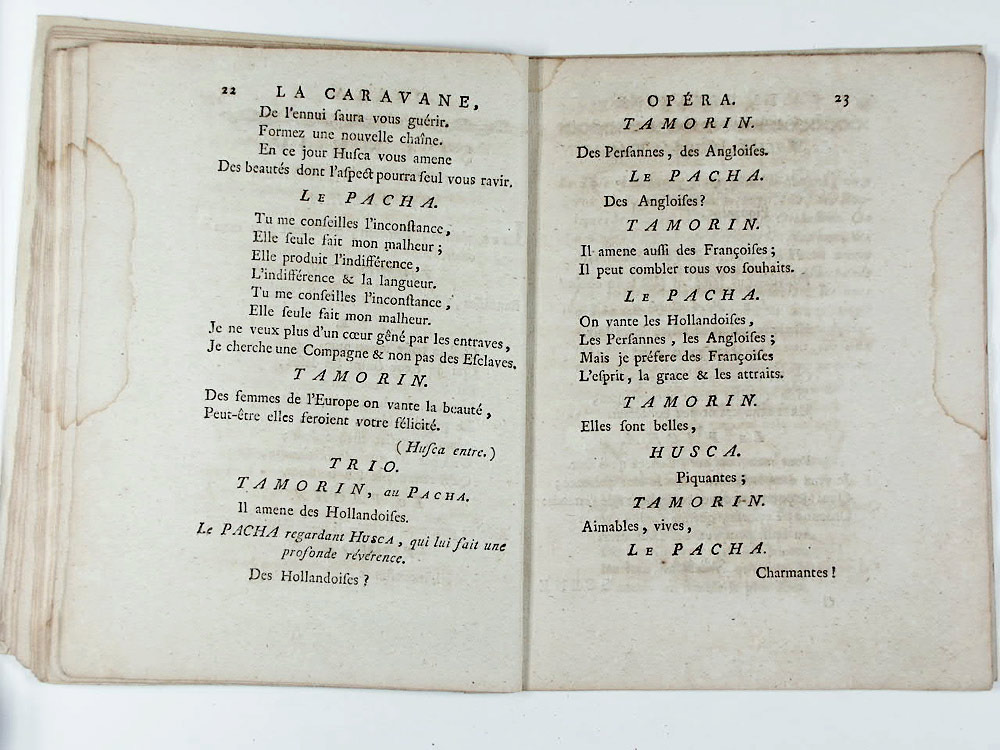 22 LA CARAVANE,
De l'ennui ſaura vous guérir.
Formez une nouvelle chaîne.
En ce jour Huſca vous amene
Des beautés dont l'aſpect pourra ſeul vous ravir.
LE PACHA.
Tu me conſeilles l'inconſtance,
Elle ſeule fait mon malheur;
Elle produit l'indifférence,
L'indifférence & la langueur.
Tu me conſeilles l'inconſtance,
Elle ſeule fait mon malheur.
Je ne veux plus d'un cœur gêné par les entraves,
Je cherche une Compagne & non pas des Eſclaves.
TAMORIN.
Des femmes de l'Europe on vante la beauté,
Peut-être elles feroient votre félicité.
(Huſca entre.)
TRIO.
TAMORIN, au PACHA.
Il amene des Hollandoiſes.
Le PACHA regardant HUSCA, qui lui fait une
profonde révérence.
Des Hollandoiſes?
OPÉRA. 23
TAMORIN.
Des Perſannes, des Angloiſes.
LE PACHA.
Des Angloiſes?
TAMORIN.
Il amene auſſi des Françoiſes;
Il peut combler tous vos ſouhaits.
LE PACHA.
On vante les Hollandoiſes,
Les Perſannes, les Angloiſes;
Mais je préfere des Françoiſes
L'eſprit, la grace & les attraits.
TAMORIN.
Elles ſont belles,
HUSCA.
Piquantes;
TAMORIN.
Aimables, vives,
LE PACHA.
Charmantes!